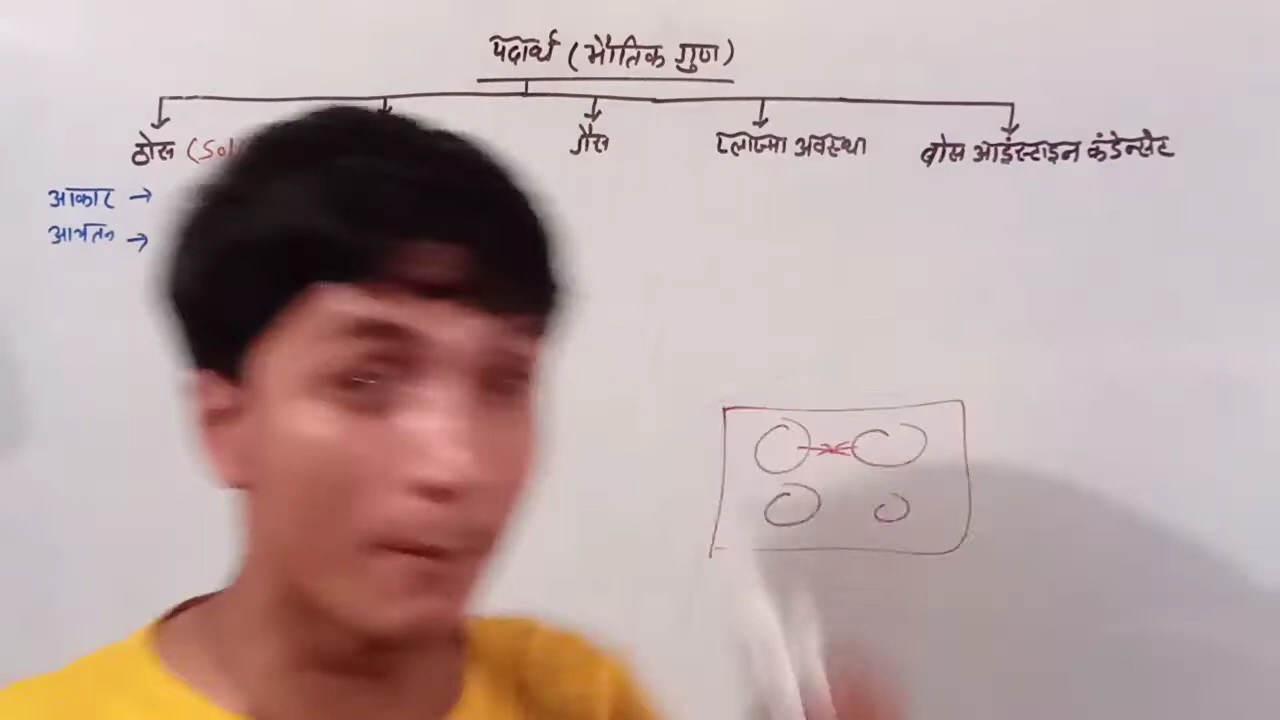 पदार्थ (भौतिक गुण)
ठोस (Sol
गैस
प्लाज्मा अवस्था
बोस आइंस्टाइन कंडेन्सेट
आकार →
आयतन →